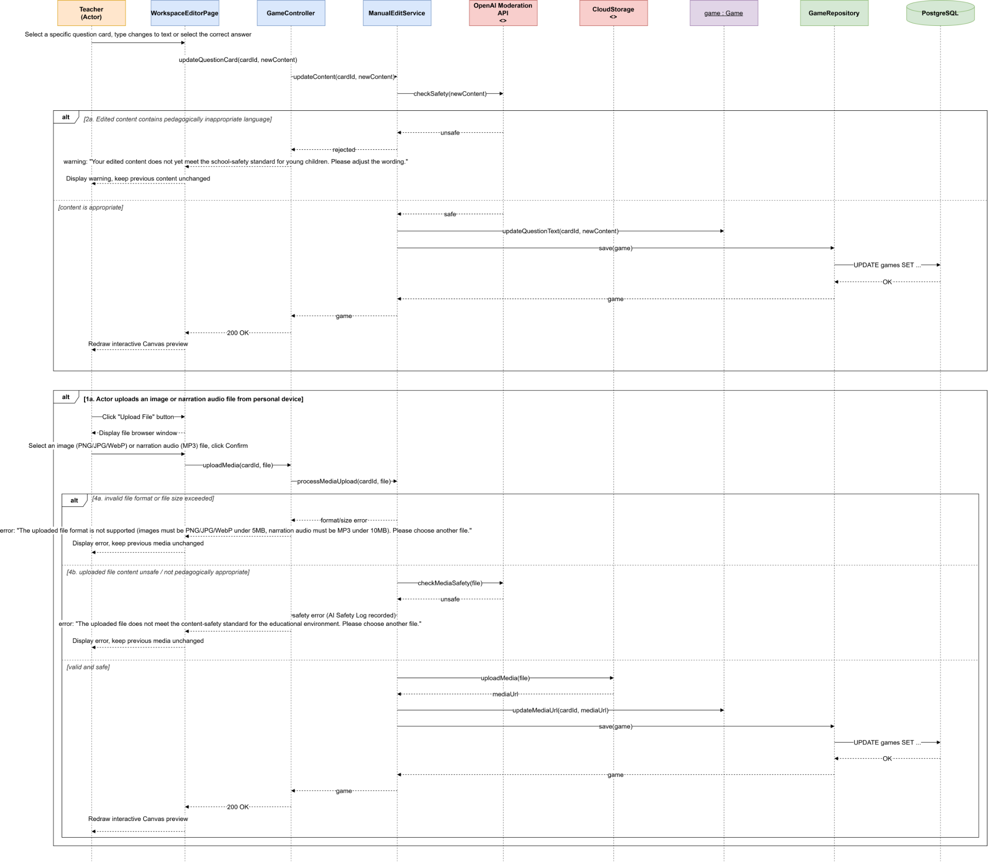 Teacher
(Actor)
WorkspaceEditorPage
GameController
ManualEditService
OpenAI Moderation
API
<>
CloudStorage
<>
game : Game
GameRepository
PostgreSQL
Select a specific question card, type changes to text or select the correct answer
updateQuestionCard(cardId, newContent)
updateContent(cardId, newContent)
checkSafety(newContent)
alt
[2a. Edited content contains pedagogically inappropriate language]
unsafe
rejected
warning: "Your edited content does not yet meet the school-safety standard for young children. Please adjust the wording."
Display warning, keep previous content unchanged
[content is appropriate]
safe
updateQuestionText(cardId, newContent)
save(game)
UPDATE games SET ...
OK
game
game
200 OK
Redraw interactive Canvas preview
alt
[1a. Actor uploads an image or narration audio file from personal device]
Click "Upload File" button
Display file browser window
Select an image (PNG/JPG/WebP) or narration audio (MP3) file, click Confirm
uploadMedia(cardId, file)
processMediaUpload(cardId, file)
alt
[4a. invalid file format or file size exceeded]
format/size error
error: "The uploaded file format is not supported (images must be PNG/JPG/WebP under 5MB, narration audio must be MP3 under 10MB). Please choose another file."
Display error, keep previous media unchanged
[4b. uploaded file content unsafe / not pedagogically appropriate]
checkMediaSafety(file)
unsafe
safety error (AI Safety Log recorded)
error: "The uploaded file does not meet the content-safety standard for the educational environment. Please choose another file."
Display error, keep previous media unchanged
[valid and safe]
uploadMedia(file)
mediaUrl
updateMediaUrl(cardId, mediaUrl)
save(game)
UPDATE games SET ...
OK
game
game
200 OK
Redraw interactive Canvas preview